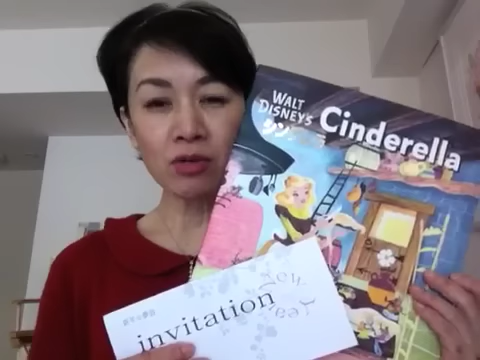 WALT
DISNEY'S
Cinderella
New
Year
invitation